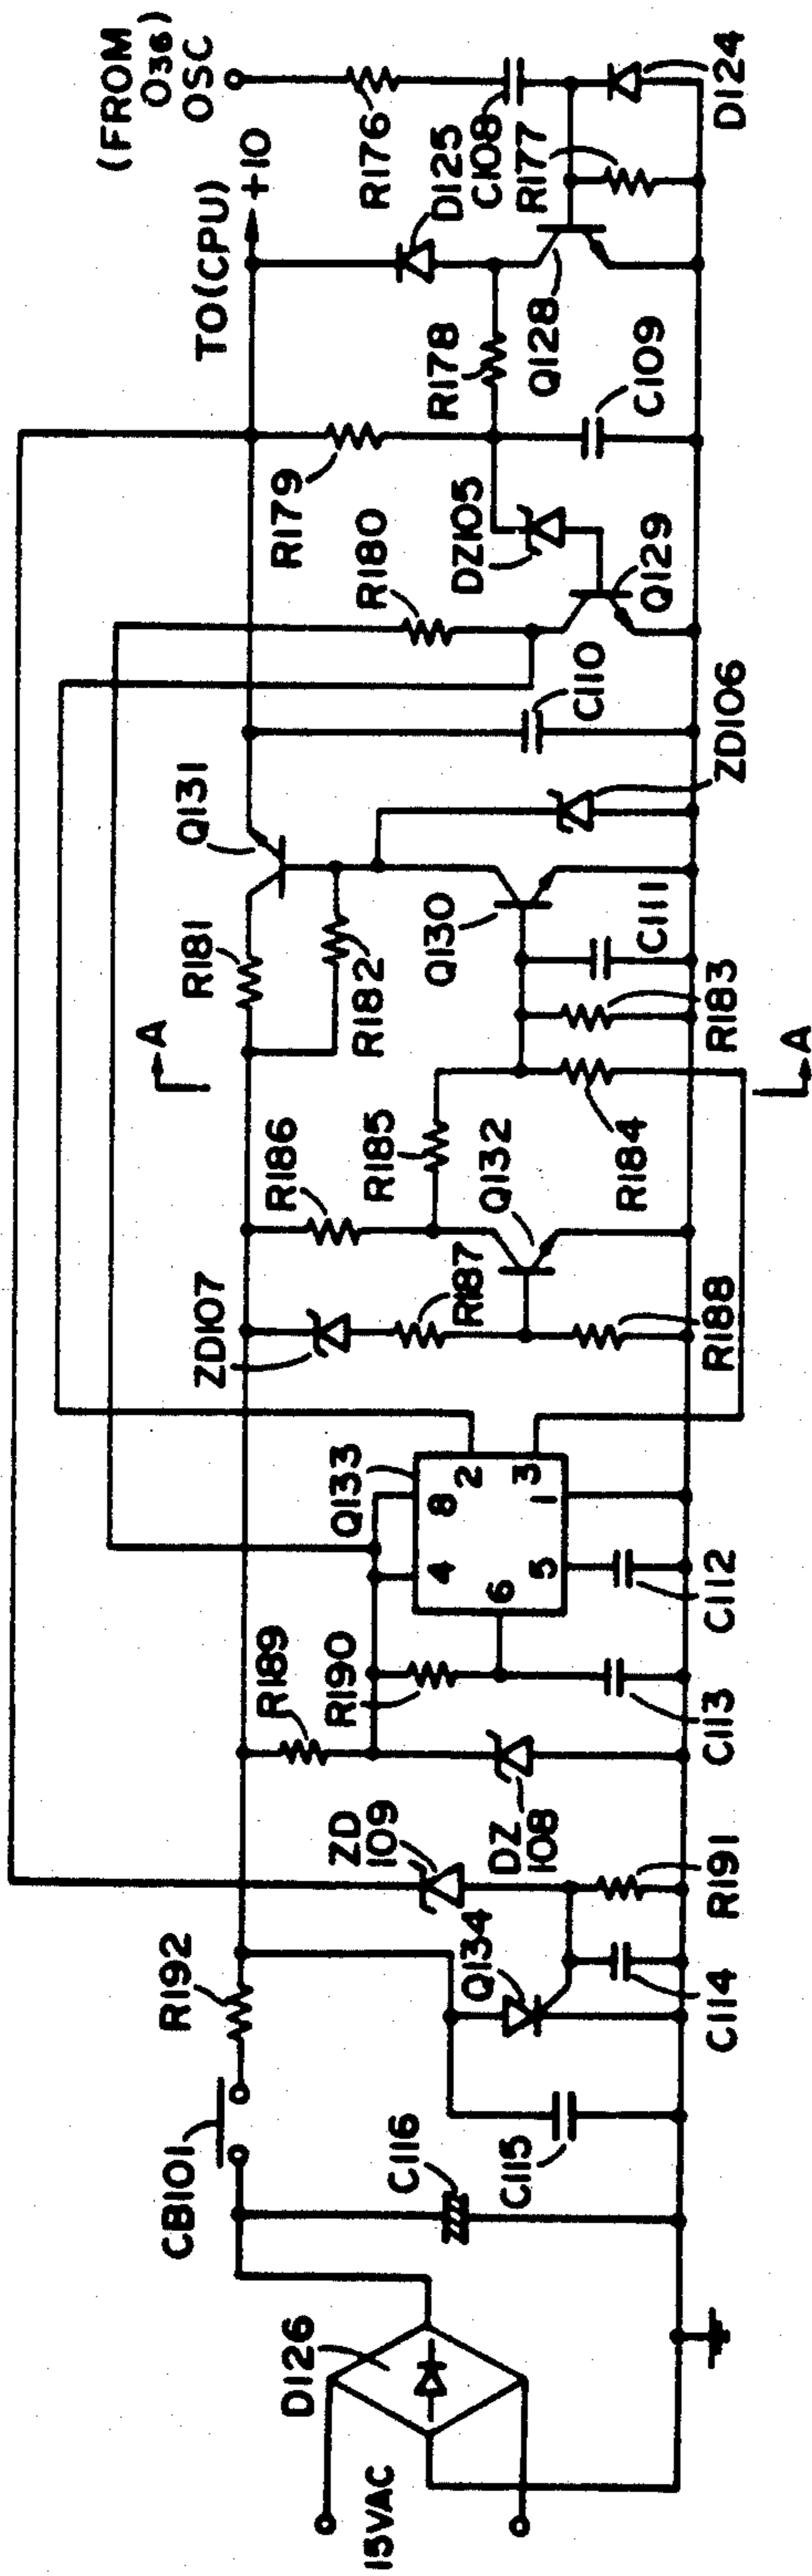 (FROM
O36)
OSC
TO(CPU)
+10
R176
D125
C108
R177
D124
R178
Q128
C109
R179
DZ105
R180
Q129
C110
ZD106
Q131
R181
R182
Q130
C111
R183
A
A
R184
R185
R186
Q132
R187
ZD107
R188
Q133
8
2
4
3
6
5
1
R189
R190
C112
C113
ZD
109
DZ
108
R191
R192
Q134
C114
CB101
C116
C115
D126
15VAC